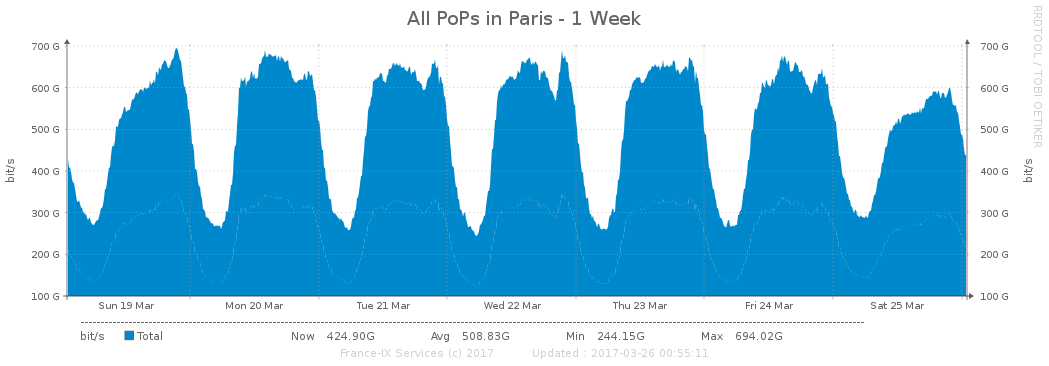 All PoPs in Paris - 1 Week
RRDTOOL / TOBI OETIKER
bit/s
700 G
600 G
500 G
400 G
300 G
200 G
100 G
700 G
600 G
500 G
400 G
300 G
200 G
100 G
bit/s
Sun 19 Mar Mon 20 Mar Tue 21 Mar Wed 22 Mar Thu 23 Mar Fri 24 Mar Sat 25 Mar
bit/s Total Now 424.90G Avg 508.83G Min 244.15G Max 694.02G
France-IX Services (c) 2017 Updated : 2017-03-26 00:55:11